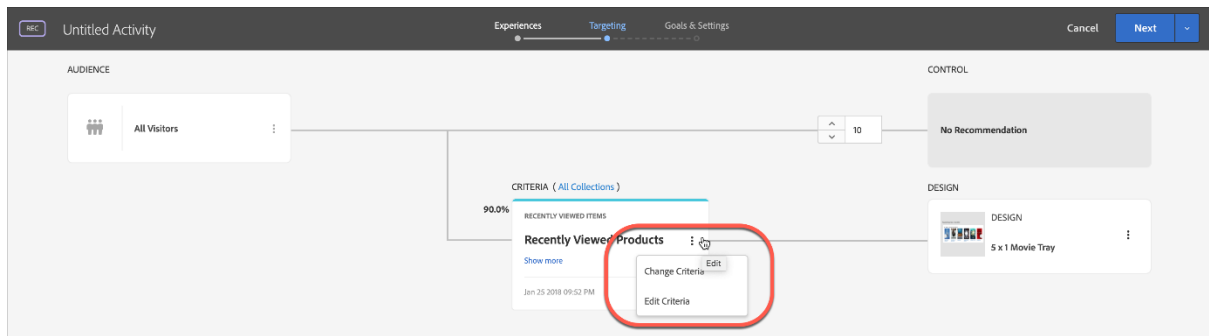 REC
Untitled Activity
Experiences
Targeting
Goals & Settings
Cancel
Next
AUDIENCE
CONTROL
All Visitors
10
No Recommendation
CRITERIA ( All Collections )
DESIGN
90.0%
RECENTLY VIEWED ITEMS
DESIGN
Recently Viewed Products
5 x 1 Movie Tray
Show more
Edit
Change Criteria
Jan 25 2018 09:52 PM
Edit Criteria